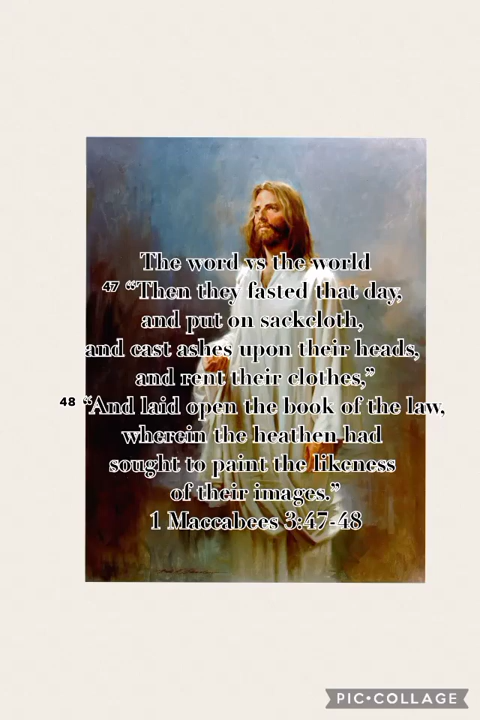 The word vs the world
47 “Then they fasted that day,
and put on sackcloth,
and cast ashes upon their heads,
and rent their clothes,”
48 “And laid open the book of the law,
wherein the heathen had
sought to paint the likeness
of their images.”
1 Maccabees 3:47-48
PIC•COLLAGE